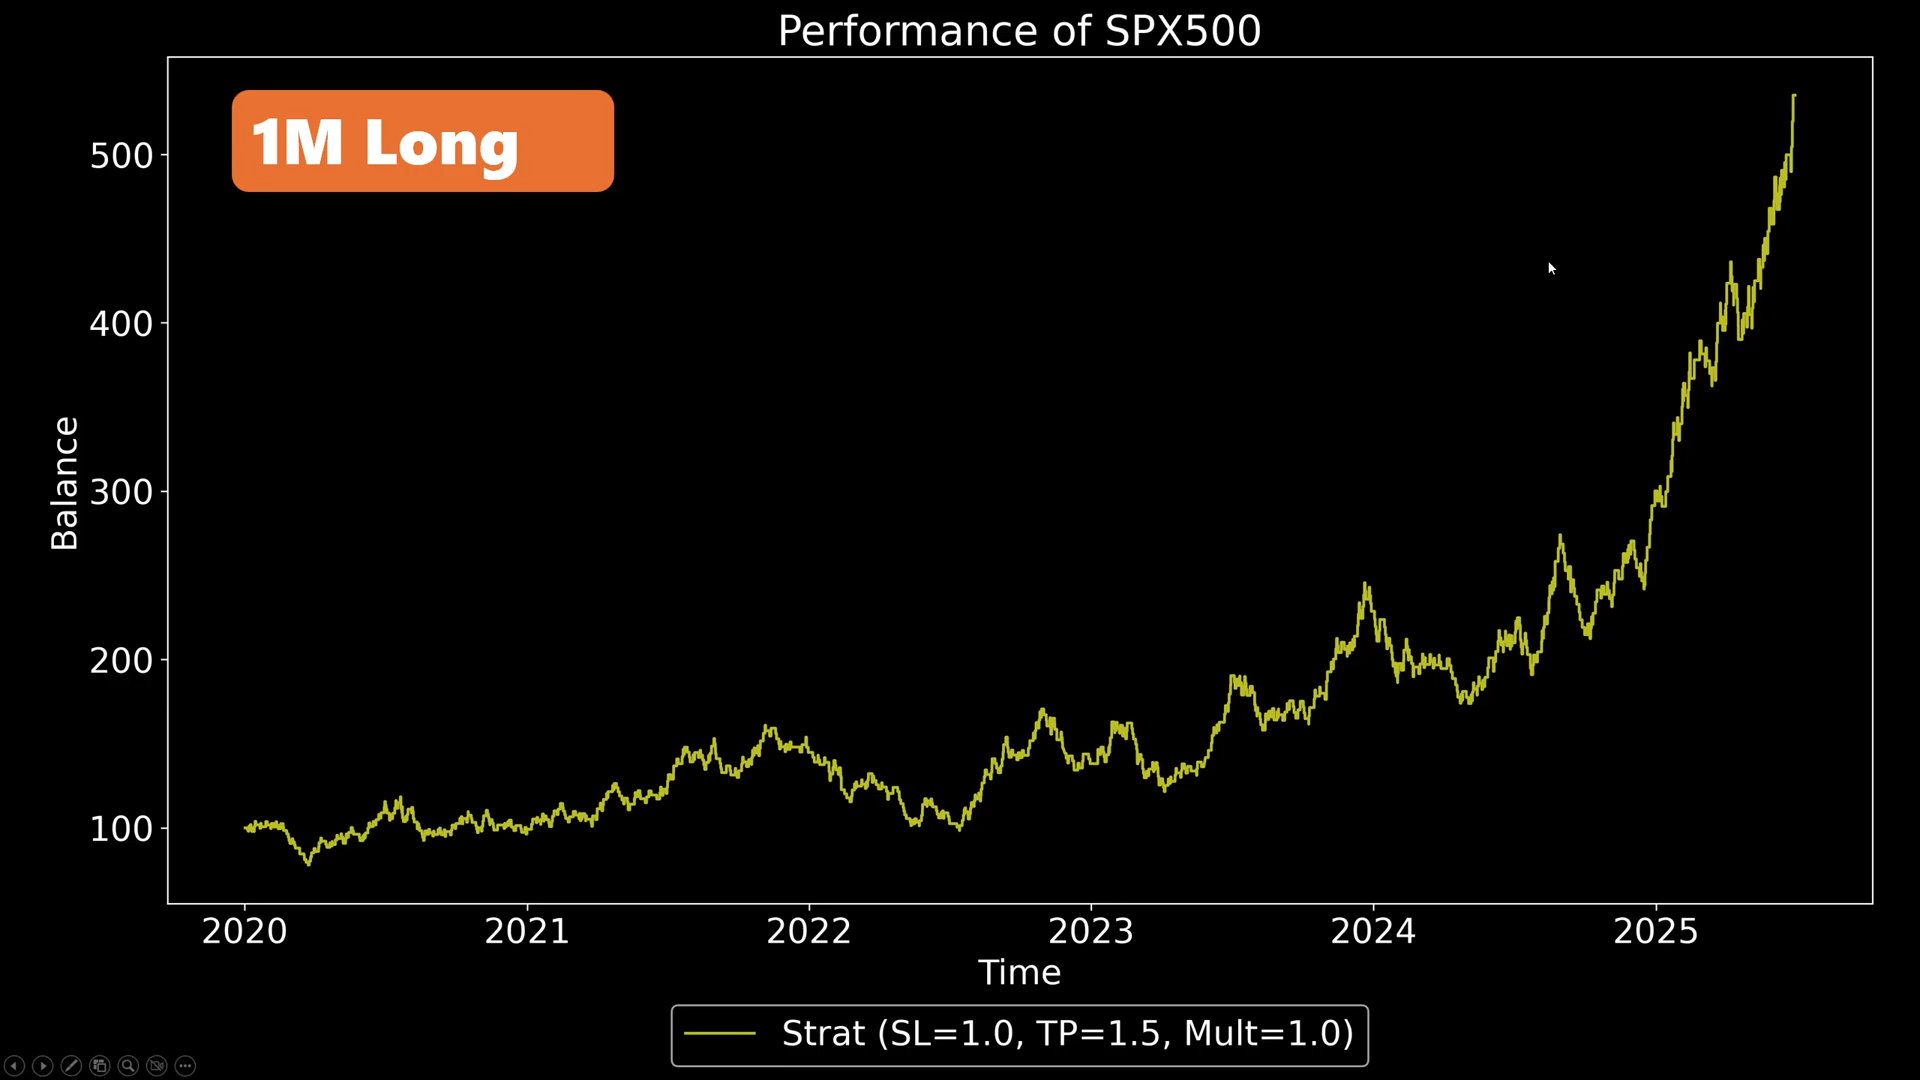 Performance of SPX500
1M Long
500
400
300
200
100
Balance
2020 2021 2022 2023 2024 2025
Time
Strat (SL=1.0, TP=1.5, Mult=1.0)